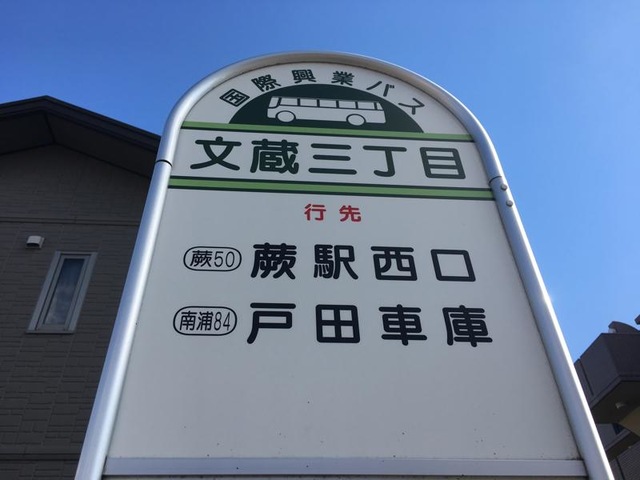 国際興業バス
文蔵三丁目
行先
蕨50 蕨駅西口
南浦84 戸田車庫